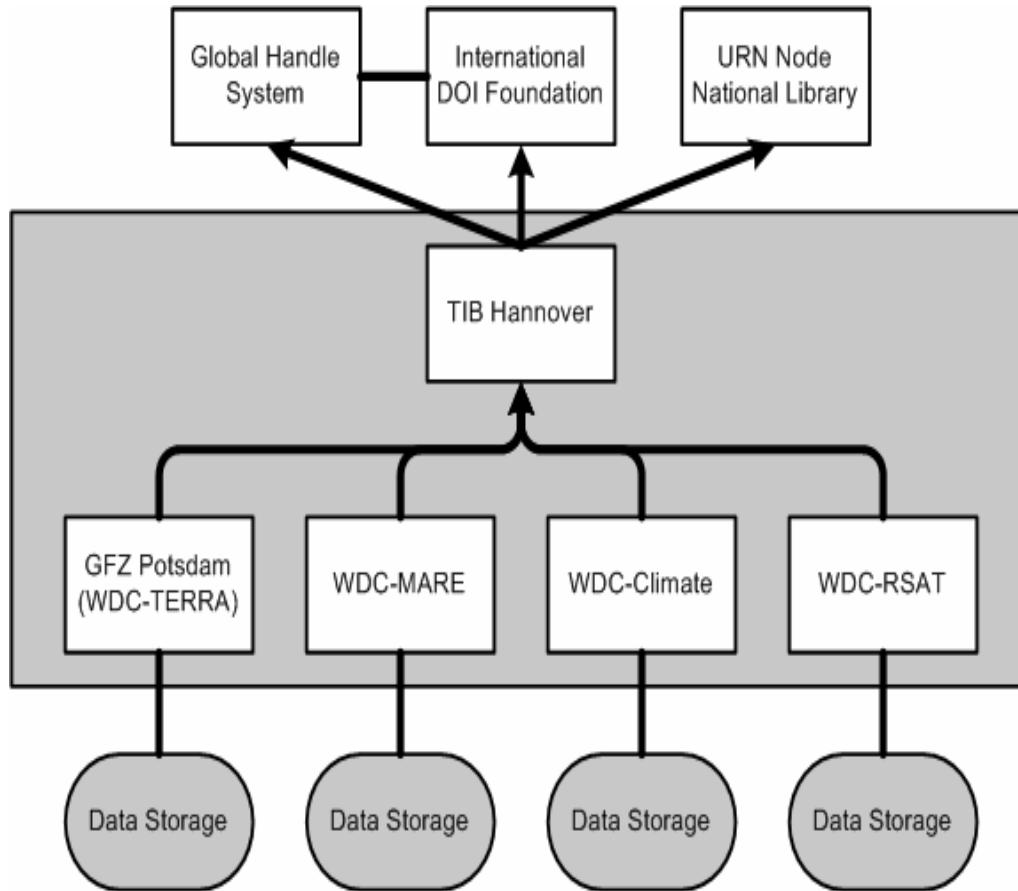 Global Handle
System
International
DOI Foundation
URN Node
National Library
TIB Hannover
GFZ Potsdam
(WDC-TERRA)
WDC-MARE
WDC-Climate
WDC-RSAT
Data Storage
Data Storage
Data Storage
Data Storage